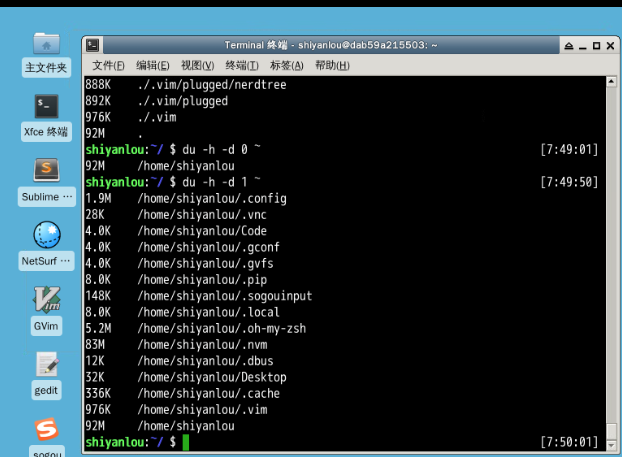 主文件夹
Xfce 终端
Sublime ···
NetSurf ···
GVim
gedit
sogou
Terminal 终端 - shiyanlou@dab59a215503: ~
文件(F) 编辑(E) 视图(V) 终端(T) 标签(A) 帮助(H)
888K ./.vim/plugged/nerdtree
892K ./.vim/plugged
976K ./.vim
92M .
shiyanlou:~/ $ du -h -d 0 ~ [7:49:01]
92M /home/shiyanlou
shiyanlou:~/ $ du -h -d 1 ~ [7:49:50]
1.9M /home/shiyanlou/.config
28K /home/shiyanlou/.vnc
4.0K /home/shiyanlou/Code
4.0K /home/shiyanlou/.gconf
4.0K /home/shiyanlou/.gvfs
8.0K /home/shiyanlou/.pip
148K /home/shiyanlou/.sogouinput
8.0K /home/shiyanlou/.local
5.2M /home/shiyanlou/.oh-my-zsh
83M /home/shiyanlou/.nvm
12K /home/shiyanlou/.dbus
32K /home/shiyanlou/Desktop
336K /home/shiyanlou/.cache
976K /home/shiyanlou/.vim
92M /home/shiyanlou
shiyanlou:~/ $ [7:50:01]